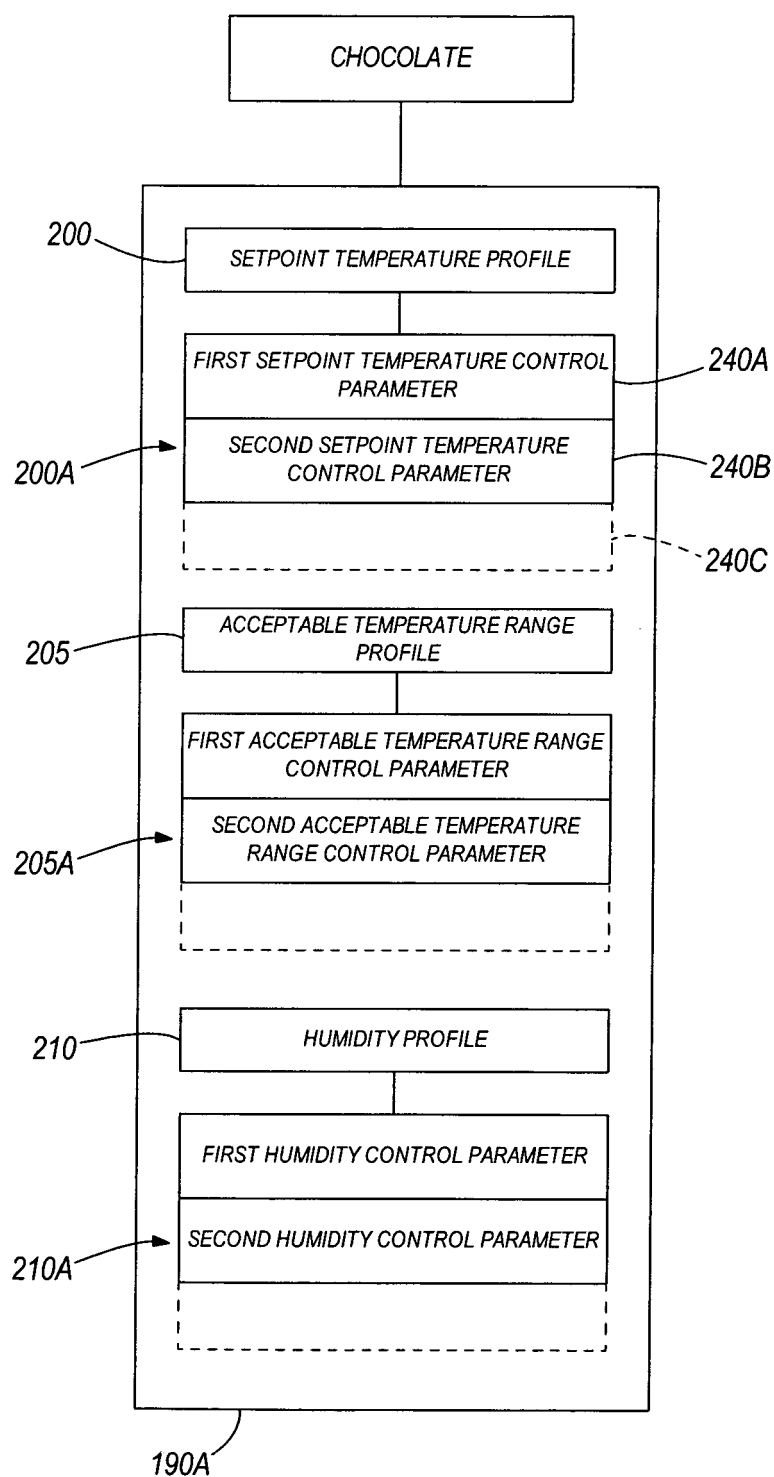 CHOCOLATE
200
SETPOINT TEMPERATURE PROFILE
FIRST SETPOINT TEMPERATURE CONTROL
PARAMETER
240A
200A
SECOND SETPOINT TEMPERATURE
CONTROL PARAMETER
240B
240C
205
ACCEPTABLE TEMPERATURE RANGE
PROFILE
FIRST ACCEPTABLE TEMPERATURE RANGE
CONTROL PARAMETER
205A
SECOND ACCEPTABLE TEMPERATURE
RANGE CONTROL PARAMETER
210
HUMIDITY PROFILE
FIRST HUMIDITY CONTROL PARAMETER
210A
SECOND HUMIDITY CONTROL PARAMETER
190A